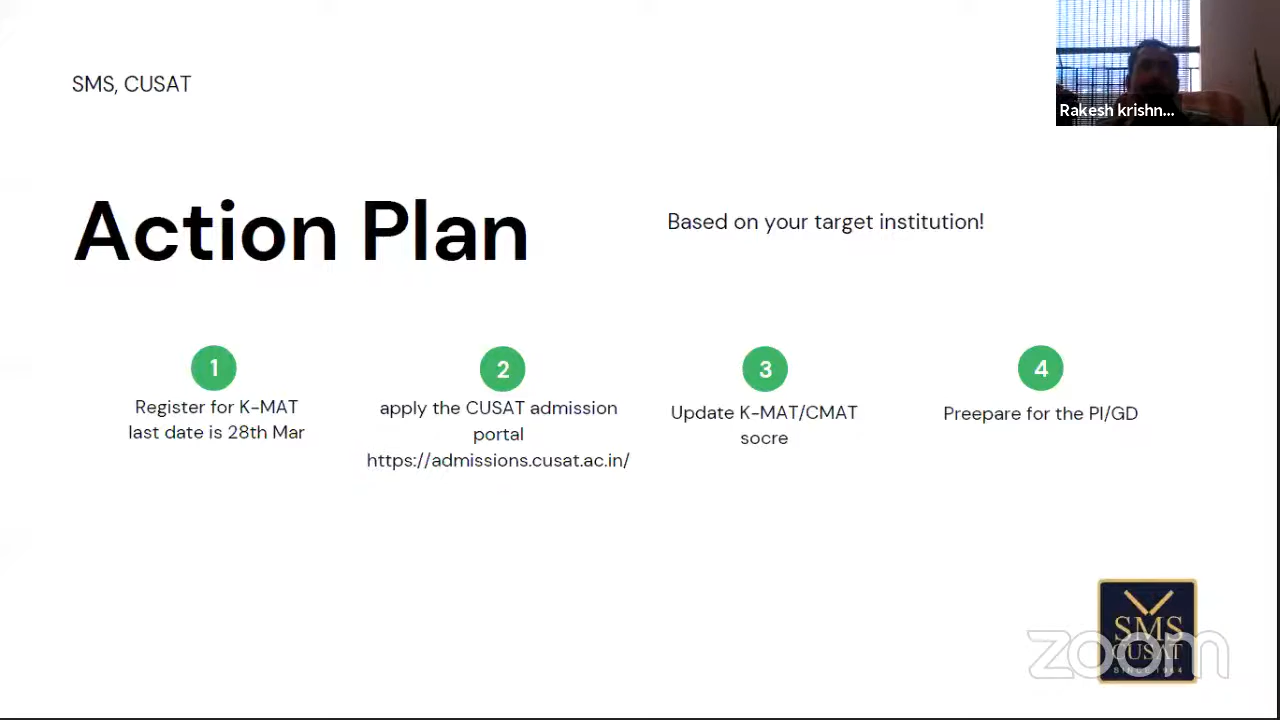 SMS, CUSAT
Rakesh krishn...
Action Plan
Based on your target institution!
1
Register for K-MAT
last date is 28th Mar
2
apply the CUSAT admission
portal
https://admissions.cusat.ac.in/
3
Update K-MAT/CMAT
socre
4
Preepare for the PI/GD
SMS
CUSAT
SINCE 1964
zoom